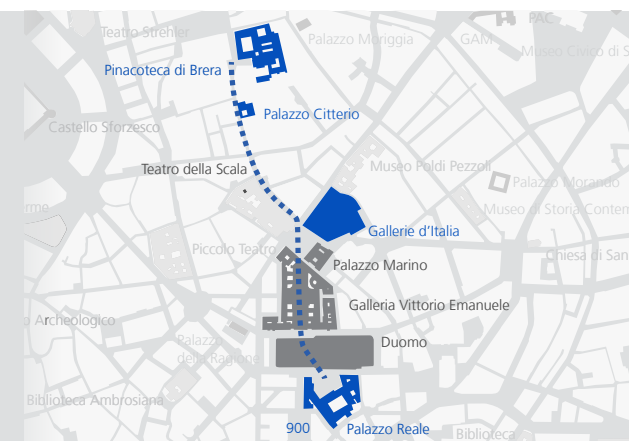 PAC
Teatro Strehler
Palazzo Moriggia
GAM
Museo Civico di S
Pinacoteca di Brera
Palazzo Citterio
Castello Sforzesco
Teatro della Scala
Museo Poldi Pezzoli
Palazzo Morando
Museo di Storia Contem
Gallerie d'Italia
Piccolo Teatro
Chiesa di San
Palazzo Marino
Galleria Vittorio Emanuele
o Archeologico
Palazzo
della Ragione
Duomo
Biblioteca Ambrosiana
900
Palazzo Reale
Biblioteca